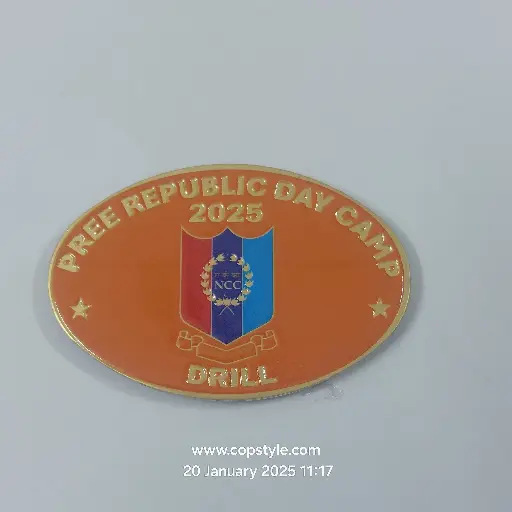 PREE REPUBLIC DAY CAMP
2025
NCC
DRILL
www.copstyle.com
20 January 2025 11:17